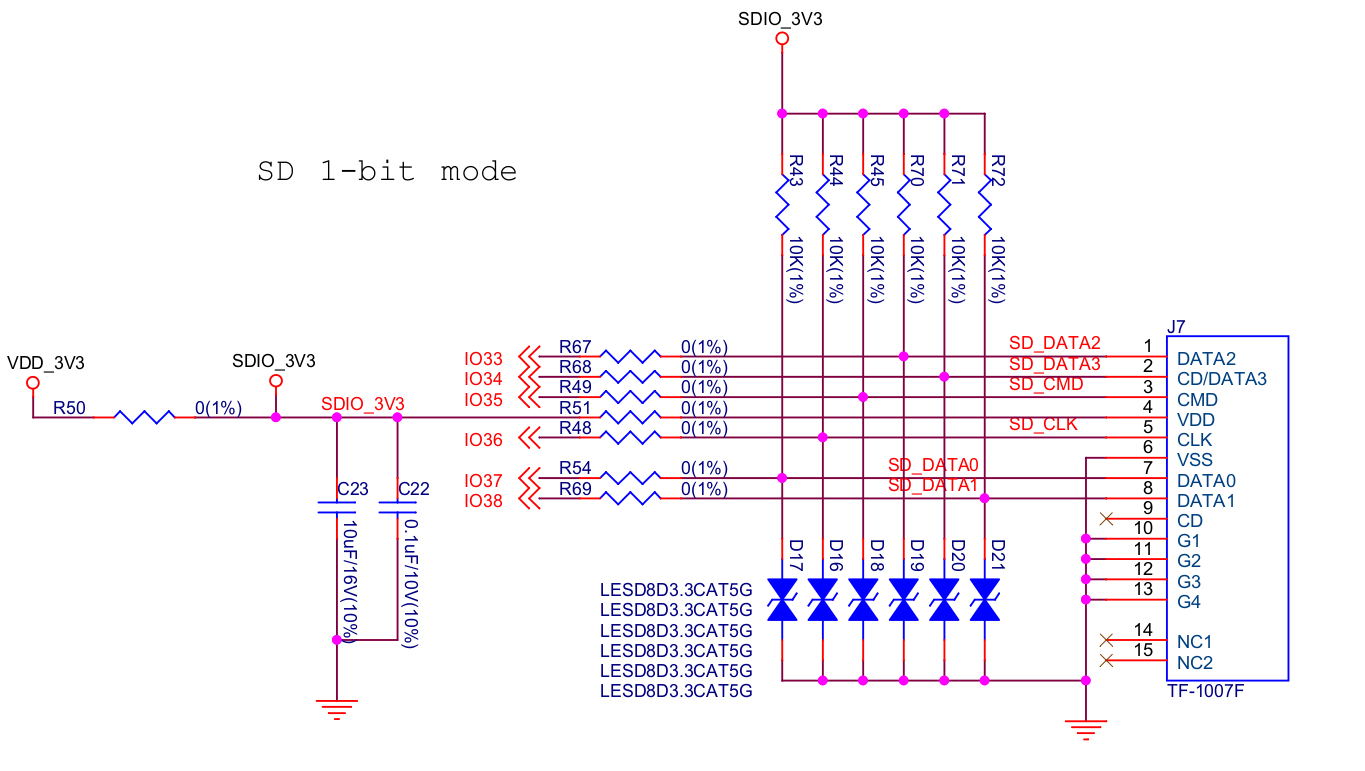 SDIO_3V3
SD 1-bit mode
R43
R44
R45
R70
R71
R72
10K(1%)
10K(1%)
10K(1%)
10K(1%)
10K(1%)
10K(1%)
VDD_3V3
R50
0(1%)
SDIO_3V3
SDIO_3V3
C23
10uF/16V(10%)
C22
0.1uF/10V(10%)
IO33
R67
0(1%)
SD_DATA2
IO34
R68
0(1%)
SD_DATA3
IO35
R49
0(1%)
SD_CMD
R51
0(1%)
IO36
R48
0(1%)
SD_CLK
IO37
R54
0(1%)
SD_DATA0
IO38
R69
0(1%)
SD_DATA1
D17
D16
D18
D19
D20
D21
LESD8D3.3CAT5G
LESD8D3.3CAT5G
LESD8D3.3CAT5G
LESD8D3.3CAT5G
LESD8D3.3CAT5G
LESD8D3.3CAT5G
J7
1 DATA2
2 CD/DATA3
3 CMD
4 VDD
5 CLK
6 VSS
7 DATA0
8 DATA1
9 CD
10 G1
11 G2
12 G3
13 G4
14 NC1
15 NC2
TF-1007F